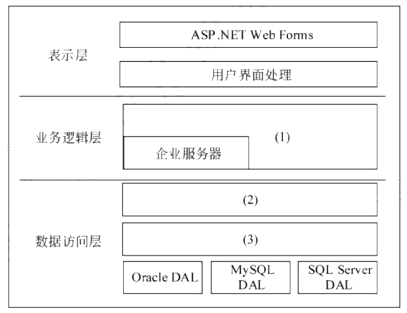 表示层
ASP.NET Web Forms
用户界面处理
业务逻辑层
(1)
企业服务器
数据访问层
(2)
(3)
Oracle DAL
MySQL
DAL
SQL Server
DAL